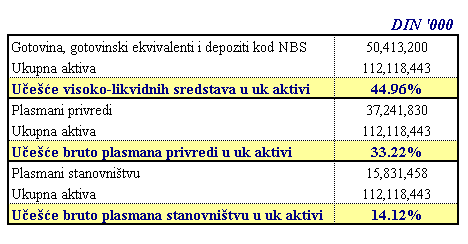 DIN '000
Gotovina, gotovinski ekvivalenti i depoziti kod NBS 50,413,200
Ukupna aktiva 112,118,443
Učešće visoko-likvidnih sredstava u uk aktivi 44.96%
Plasmani privredi 37,241,830
Ukupna aktiva 112,118,443
Učešće bruto plasmana privredi u uk aktivi 33.22%
Plasmani stanovništvu 15,831,458
Ukupna aktiva 112,118,443
Učešće bruto plasmana stanovništvu u uk aktivi 14.12%